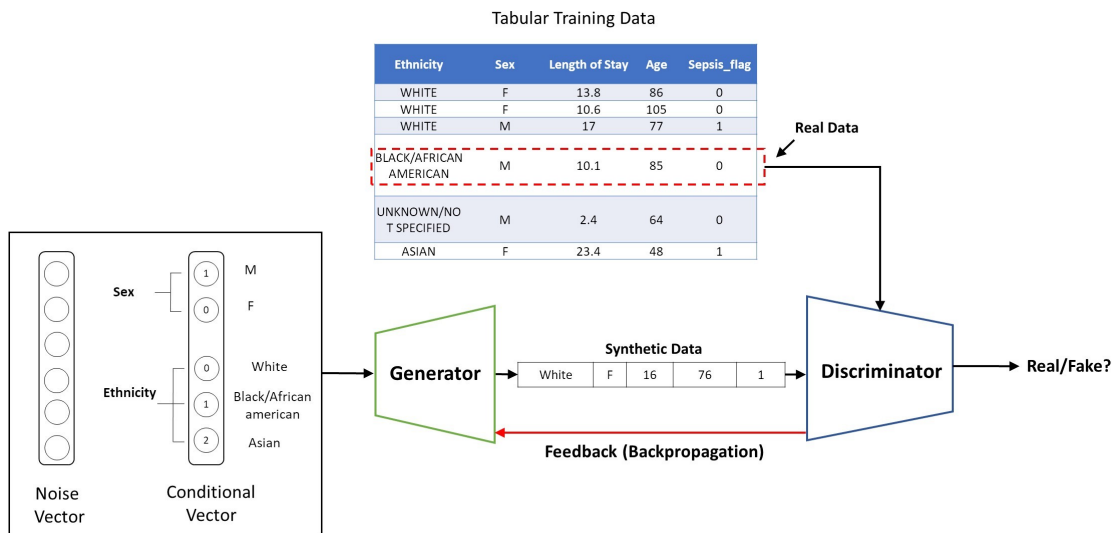 Tabular Training Data
Ethnicity Sex Length of Stay Age Sepsis_flag
WHITE F 13.8 86 0
WHITE F 10.6 105 0
WHITE M 17 77 1
Real Data
BLACK/AFRICAN
AMERICAN M 10.1 85 0
UNKNOWN/NO
T SPECIFIED M 2.4 64 0
ASIAN F 23.4 48 1
Sex
1 M
0 F
Ethnicity
0 White
1 Black/African
american
2 Asian
Noise
Vector
Conditional
Vector
Generator
Synthetic Data
White F 16 76 1
Discriminator
Real/Fake?
Feedback (Backpropagation)